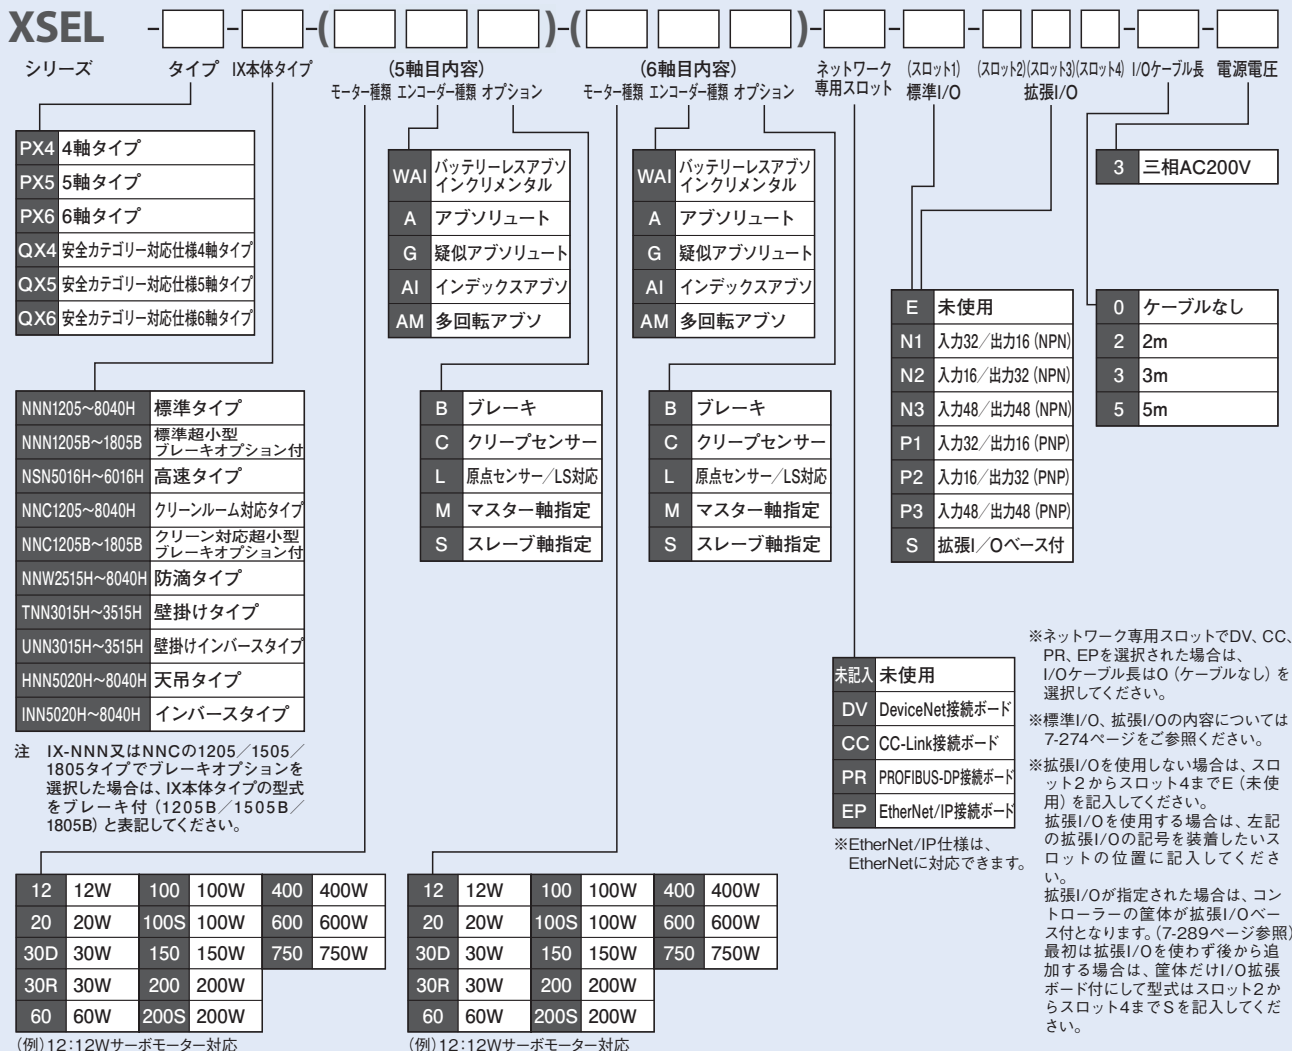 XSEL -□-□-(□□□)-(□□□)-□-□-□□□-□-□
シリーズ
タイプ
IX本体タイプ
(5軸目内容)
モーター種類 エンコーダー種類 オプション
(6軸目内容)
モーター種類 エンコーダー種類 オプション
ネットワーク
専用スロット
(スロット1)
標準I/O
(スロット2)(スロット3)(スロット4)
拡張I/O
I/Oケーブル長
電源電圧
PX4 4軸タイプ
PX5 5軸タイプ
PX6 6軸タイプ
QX4 安全カテゴリー対応仕様4軸タイプ
QX5 安全カテゴリー対応仕様5軸タイプ
QX6 安全カテゴリー対応仕様6軸タイプ
NNN1205～8040H 標準タイプ
NNN1205B～1805B 標準超小型
ブレーキオプション付
NSN5016H～6016H 高速タイプ
NNC1205～8040H クリーンルーム対応タイプ
NNC1205B～1805B クリーン対応超小型
ブレーキオプション付
NNW2515H～8040H 防滴タイプ
TNN3015H～3515H 壁掛けタイプ
UNN3015H～3515H 壁掛けインバースタイプ
HNN5020H～8040H 天吊タイプ
INN5020H～8040H インバースタイプ
注 IX-NNN又はNNCの1205／1505／
1805タイプでブレーキオプションを
選択した場合は、IX本体タイプの型式
をブレーキ付（1205B／1505B／
1805B）と表記してください。
WAI バッテリーレスアブソ
インクリメンタル
A アブソリュート
G 疑似アブソリュート
AI インデックスアブソ
AM 多回転アブソ
B ブレーキ
C クリープセンサー
L 原点センサー／LS対応
M マスター軸指定
S スレーブ軸指定
WAI バッテリーレスアブソ
インクリメンタル
A アブソリュート
G 疑似アブソリュート
AI インデックスアブソ
AM 多回転アブソ
B ブレーキ
C クリープセンサー
L 原点センサー／LS対応
M マスター軸指定
S スレーブ軸指定
E 未使用
N1 入力32／出力16（NPN）
N2 入力16／出力32（NPN）
N3 入力48／出力48（NPN）
P1 入力32／出力16（PNP）
P2 入力16／出力32（PNP）
P3 入力48／出力48（PNP）
S 拡張I／Oベース付
3 三相AC200V
0 ケーブルなし
2 2m
3 3m
5 5m
未記入 未使用
DV DeviceNet接続ボード
CC CC-Link接続ボード
PR PROFIBUS-DP接続ボード
EP EtherNet/IP接続ボード
※EtherNet/IP仕様は、
EtherNetに対応できます。
※ネットワーク専用スロットでDV、CC、
PR、EPを選択された場合は、
I/Oケーブル長は0（ケーブルなし）を
選択してください。
※標準I/O、拡張I/Oの内容については
7-274ページをご参照ください。
※拡張I/Oを使用しない場合は、スロ
ット2からスロット4までE（未使
用）を記入してください。
拡張I/Oを使用する場合は、左記
の拡張I/Oの記号を装着したいス
ロットの位置に記入してくださ
い。
拡張I/Oが指定された場合は、コン
トローラーの筐体が拡張I/Oベー
ス付となります。(7-289ページ参照)
最初は拡張I/Oを使わず後から追
加する場合は、筐体だけI/O拡張
ボード付にして型式はスロット2か
らスロット4までSを記入してくだ
さい。
12 12W 100 100W 400 400W
20 20W 100S 100W 600 600W
30D 30W 150 150W 750 750W
30R 30W 200 200W
60 60W 200S 200W
(例)12：12Wサーボモーター対応
12 12W 100 100W 400 400W
20 20W 100S 100W 600 600W
30D 30W 150 150W 750 750W
30R 30W 200 200W
60 60W 200S 200W
(例)12：12Wサーボモーター対応